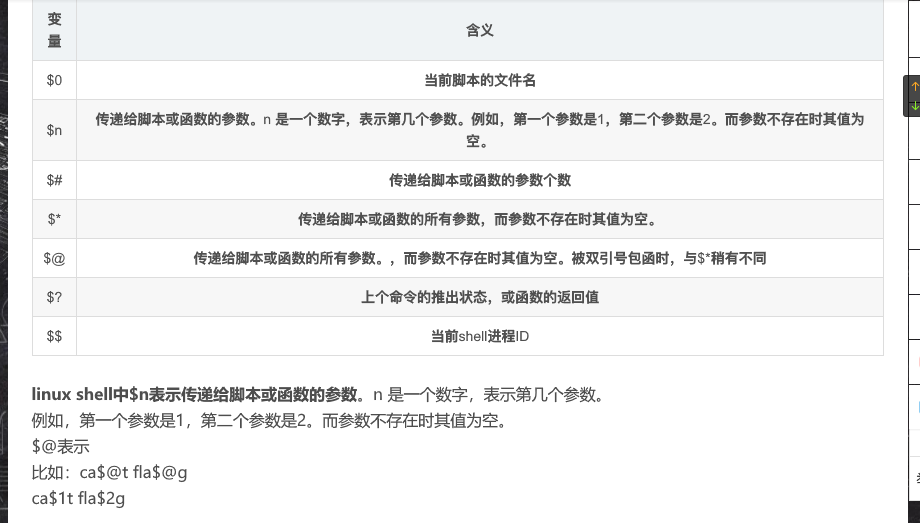 变
量
含义
$0
当前脚本的文件名
$n
传递给脚本或函数的参数。n 是一个数字，表示第几个参数。例如，第一个参数是1，第二个参数是2。而参数不存在时其值为
空。
$#
传递给脚本或函数的参数个数
$*
传递给脚本或函数的所有参数，而参数不存在时其值为空。
$@
传递给脚本或函数的所有参数。，而参数不存在时其值为空。被双引号包函时，与$*稍有不同
$?
上个命令的推出状态，或函数的返回值
$$
当前shell进程ID
linux shell中$n表示传递给脚本或函数的参数。n 是一个数字，表示第几个参数。
例如，第一个参数是1，第二个参数是2。而参数不存在时其值为空。
$@表示
比如：ca$@t fla$@g
ca$1t fla$2g